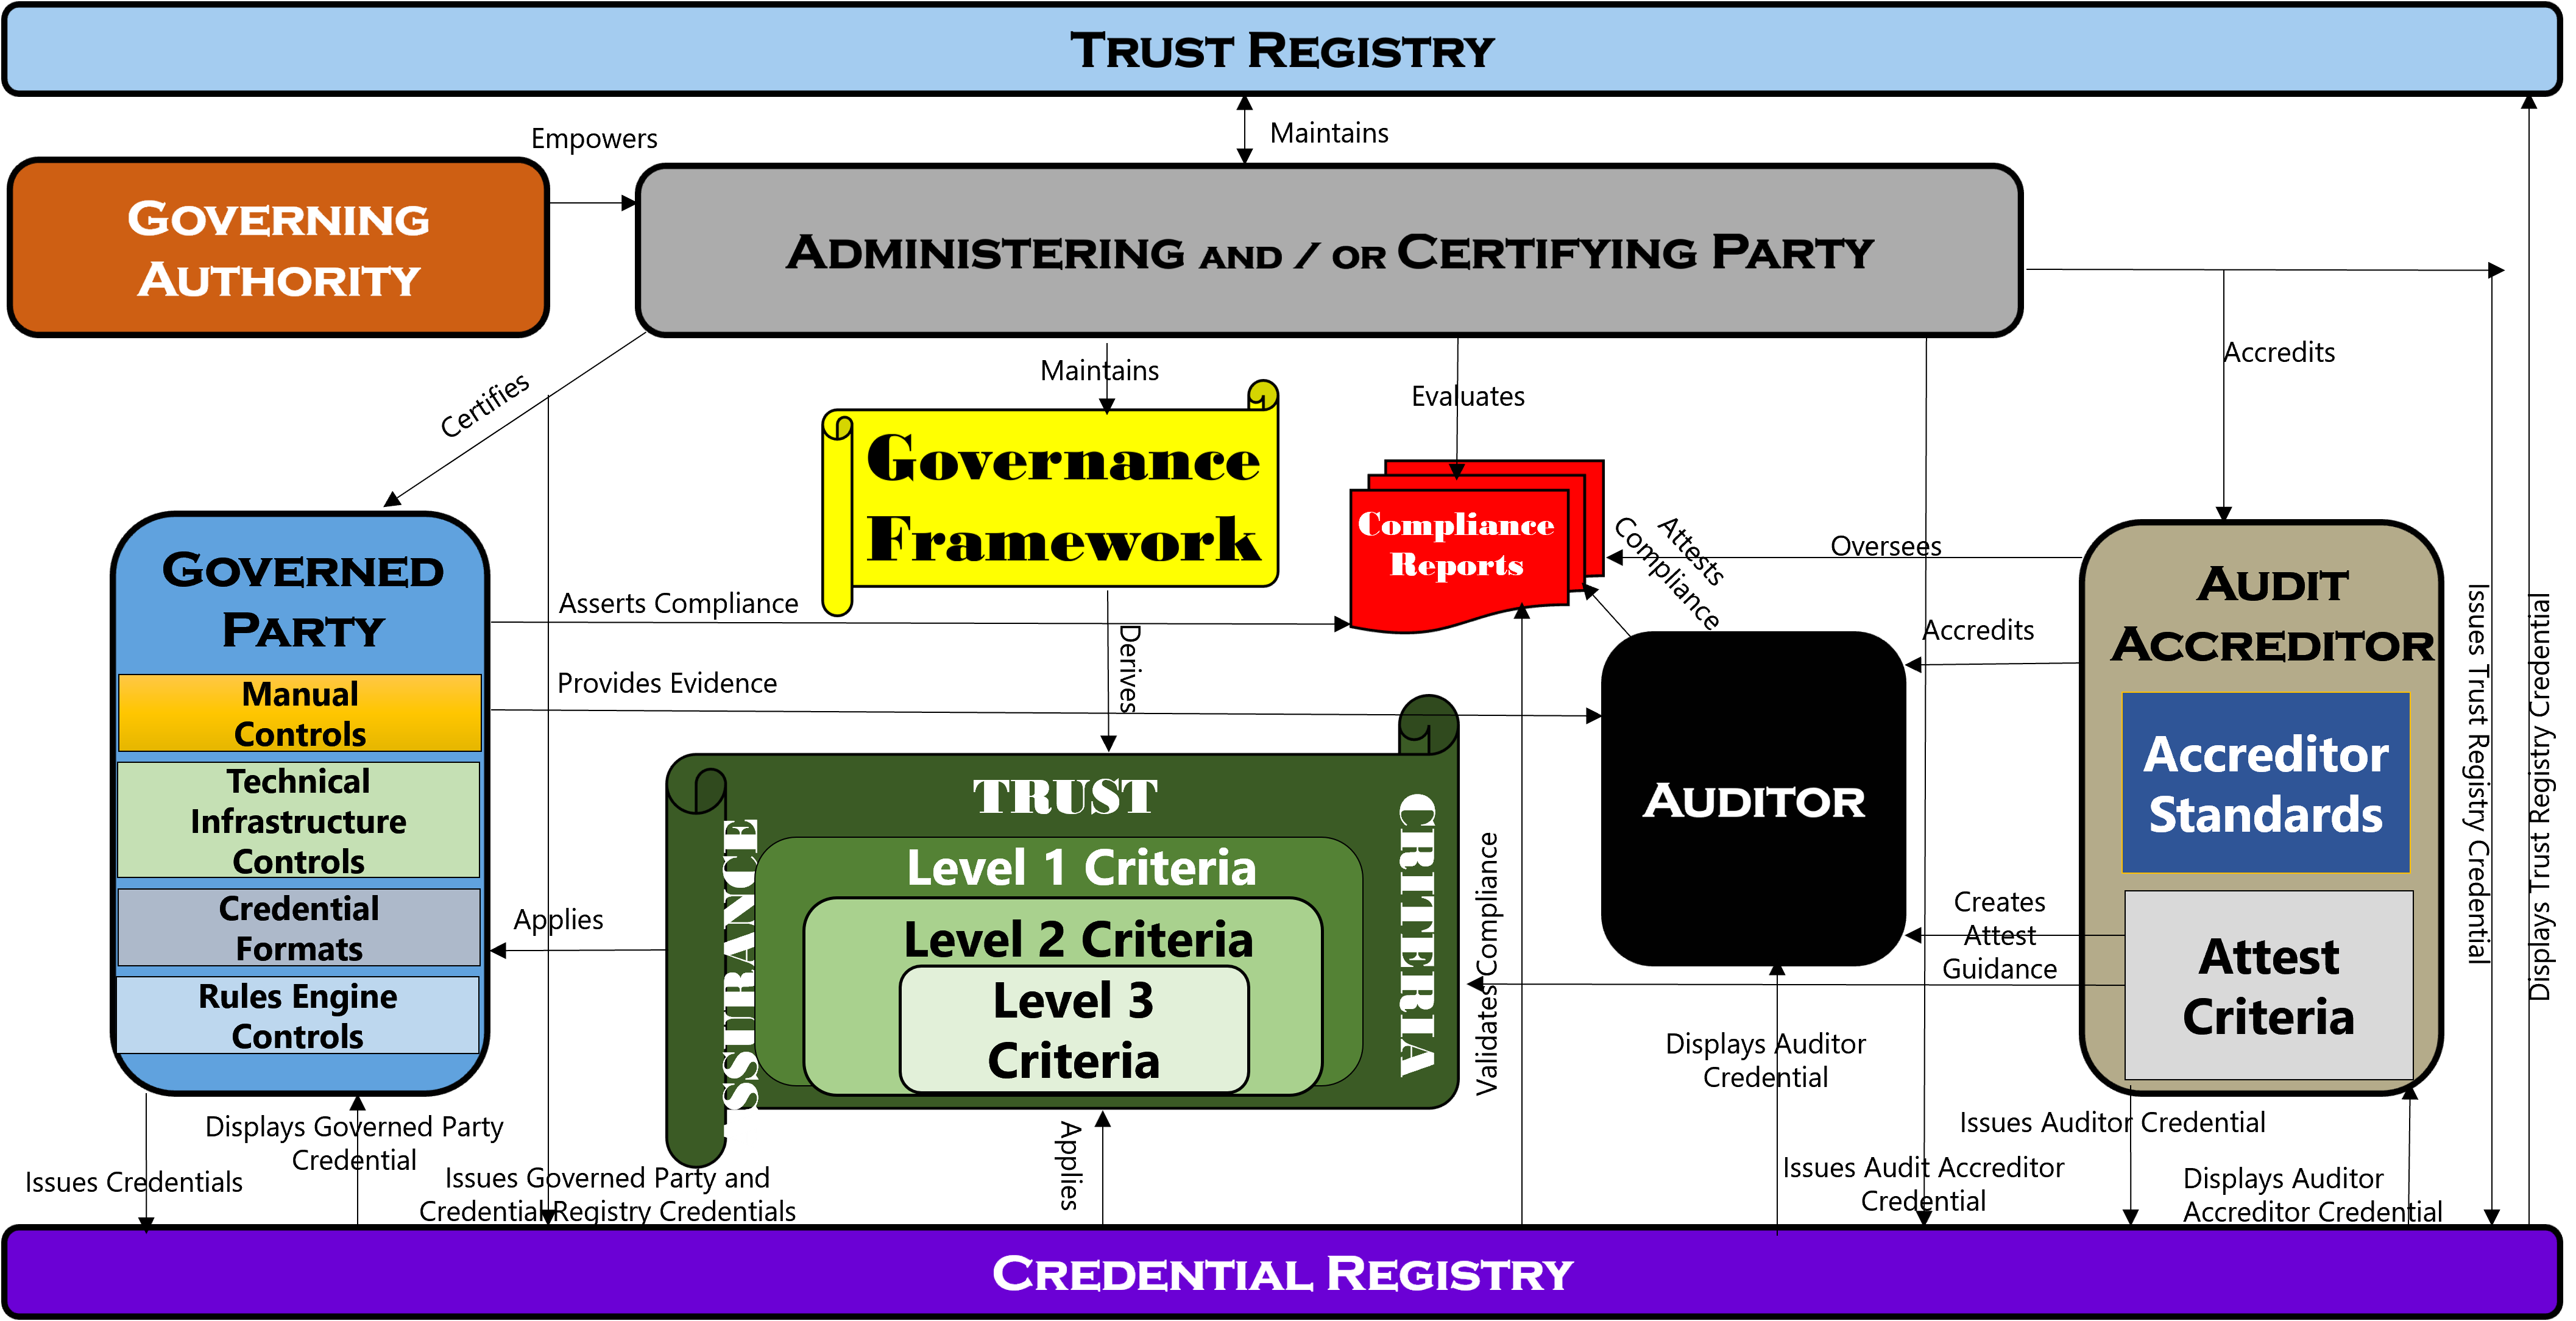 TRUST REGISTRY
Empowers
Maintains
GOVERNING
AUTHORITY
ADMINISTERING AND / OR CERTIFYING PARTY
Certifies
Maintains
Evaluates
Accredits
Governance
Framework
Compliance
Reports
Attests
Compliance
Oversees
GOVERNED
PARTY
Manual
Controls
Technical
Infrastructure
Controls
Credential
Formats
Rules Engine
Controls
Asserts Compliance
Provides Evidence
Derives
Applies
TRUST
ASSURANCE
CRITERIA
Level 1 Criteria
Level 2 Criteria
Level 3
Criteria
Validates Compliance
AUDITOR
Accredits
AUDIT
ACCREDITOR
Accreditor
Standards
Attest
Criteria
Creates
Attest
Guidance
Issues Trust Registry Credential
Displays Trust Registry Credential
Issues Credentials
Displays Governed Party
Credential
Issues Governed Party and
Credential Registry Credentials
Applies
Displays Auditor
Credential
Issues Audit Accreditor
Credential
Issues Auditor Credential
Displays Auditor
Accreditor Credential
CREDENTIAL REGISTRY